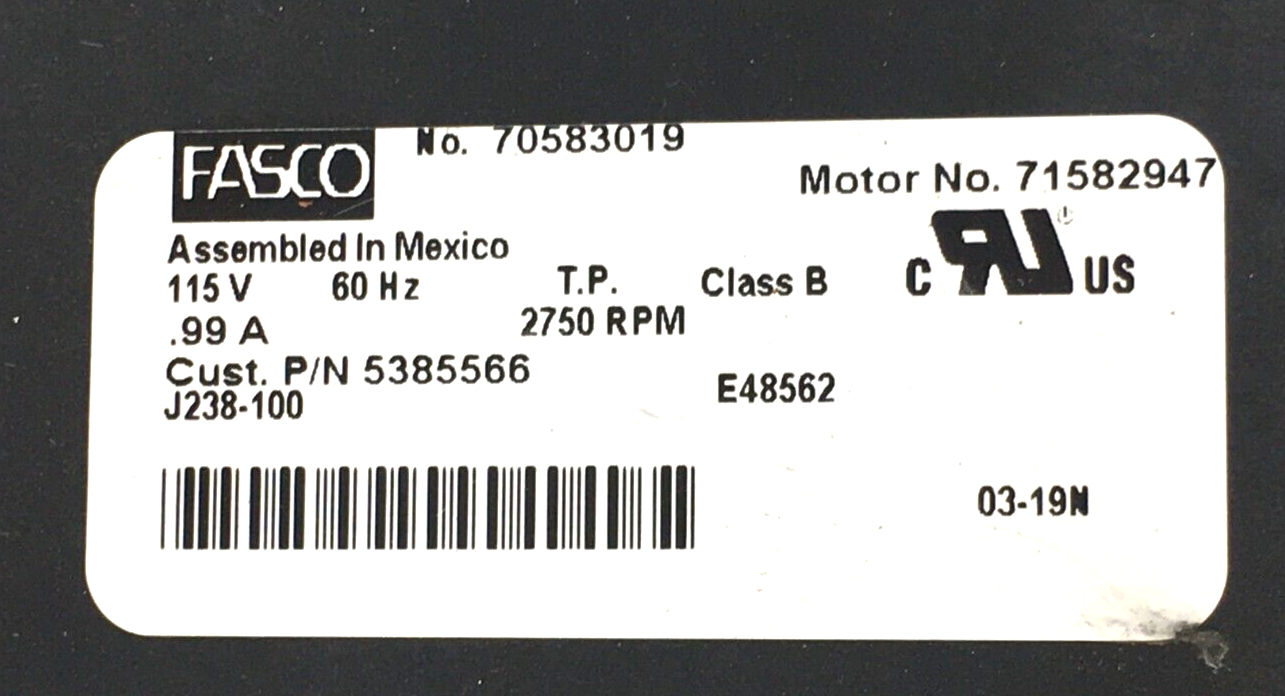 FASCO
No. 70583019
Motor No. 71582947
Assembled In Mexico
115 V 60 Hz T.P. Class B
.99 A 2750 RPM
C RU ® US
Cust. P/N 5385566
J238-100
E48562
03-19N